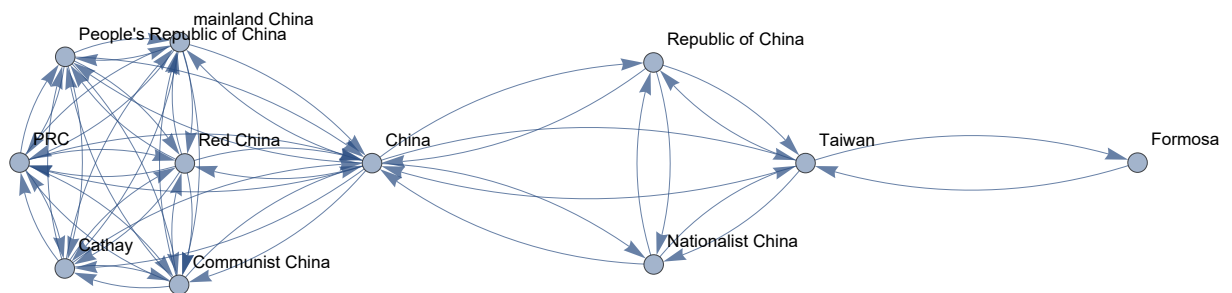 mainland China
People's Republic of China
Republic of China
PRC
Red China
China
Taiwan
Formosa
Cathay
Communist China
Nationalist China